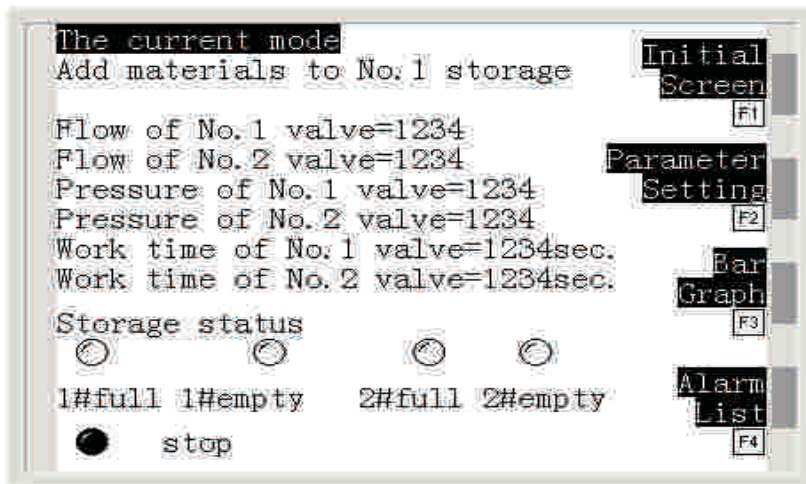 The current mode
Add materials to No.1 storage
Flow of No.1 valve=1234
Flow of No.2 valve=1234
Pressure of No.1 valve=1234
Pressure of No.2 valve=1234
Work time of No.1 valve=1234sec.
Work time of No.2 valve=1234sec.
Storage status
1#full 1#empty 2#full 2#empty
stop
Initial
Screen
F1
Parameter
Setting
F2
Bar
Graph
F3
Alarm
List
F4